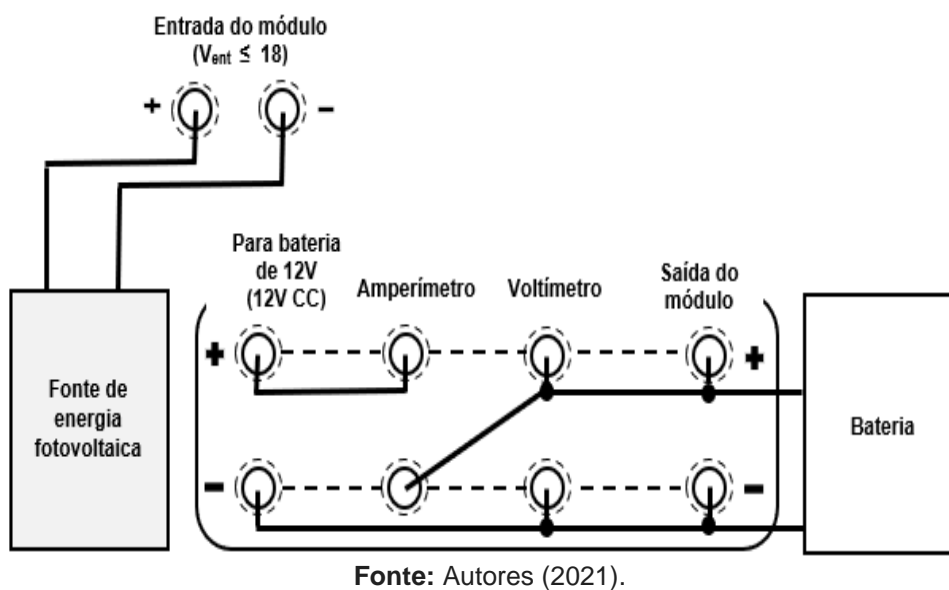 Entrada do módulo
(Vent ≤ 18)
+ -
Para bateria
de 12V
(12V CC)
Amperímetro
Voltímetro
Saída do
módulo
+ +
Fonte de
energia
fotovoltaica
Bateria
- -
Fonte: Autores (2021).